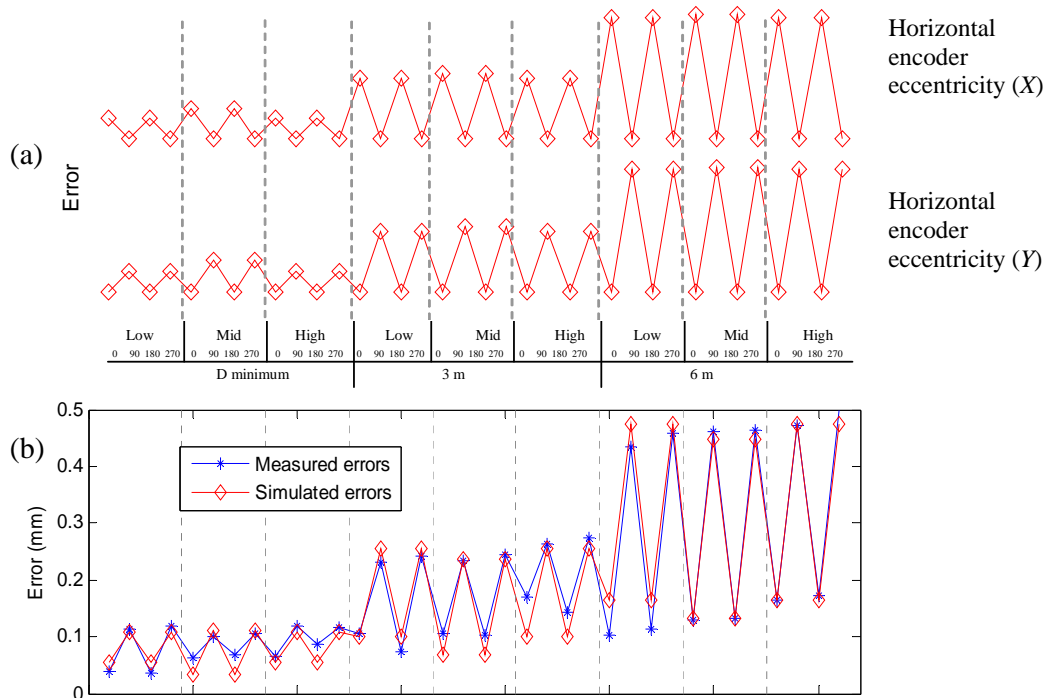 Horizontal
encoder
eccentricity (X)
(a)
Error
Horizontal
encoder
eccentricity (Y)
Low Mid High Low Mid High Low Mid High
0 90 180 270 0 90 180 270 0 90 180 270 0 90 180 270 0 90 180 270 0 90 180 270 0 90 180 270 0 90 180 270 0 90 180 270
D minimum 3 m 6 m
(b)
0.5
0.4
0.3
0.2
0.1
0
Error (mm)
Measured errors
Simulated errors